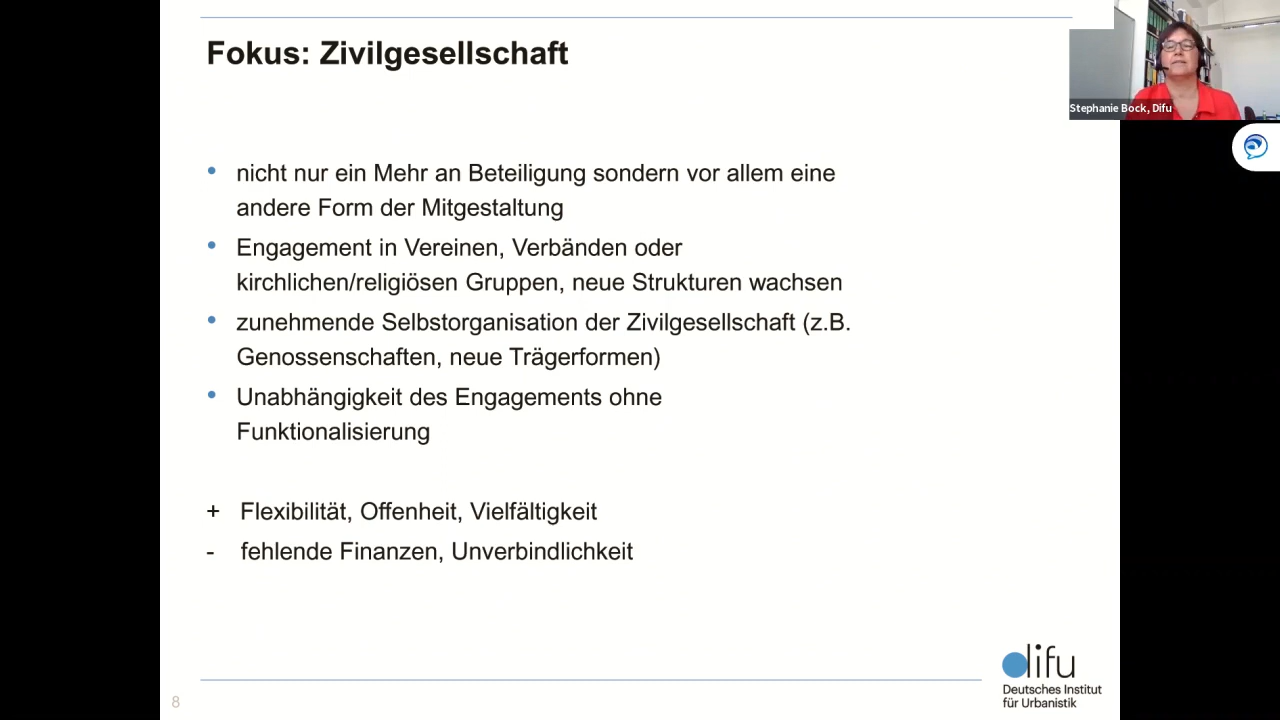 Fokus: Zivilgesellschaft
Stephanie Bock, Difu
nicht nur ein Mehr an Beteiligung sondern vor allem eine
andere Form der Mitgestaltung
Engagement in Vereinen, Verbänden oder
kirchlichen/religiösen Gruppen, neue Strukturen wachsen
zunehmende Selbstorganisation der Zivilgesellschaft (z.B.
Genossenschaften, neue Trägerformen)
Unabhängigkeit des Engagements ohne
Funktionalisierung
+ Flexibilität, Offenheit, Vielfältigkeit
- fehlende Finanzen, Unverbindlichkeit
difu
Deutsches Institut
für Urbanistik
8